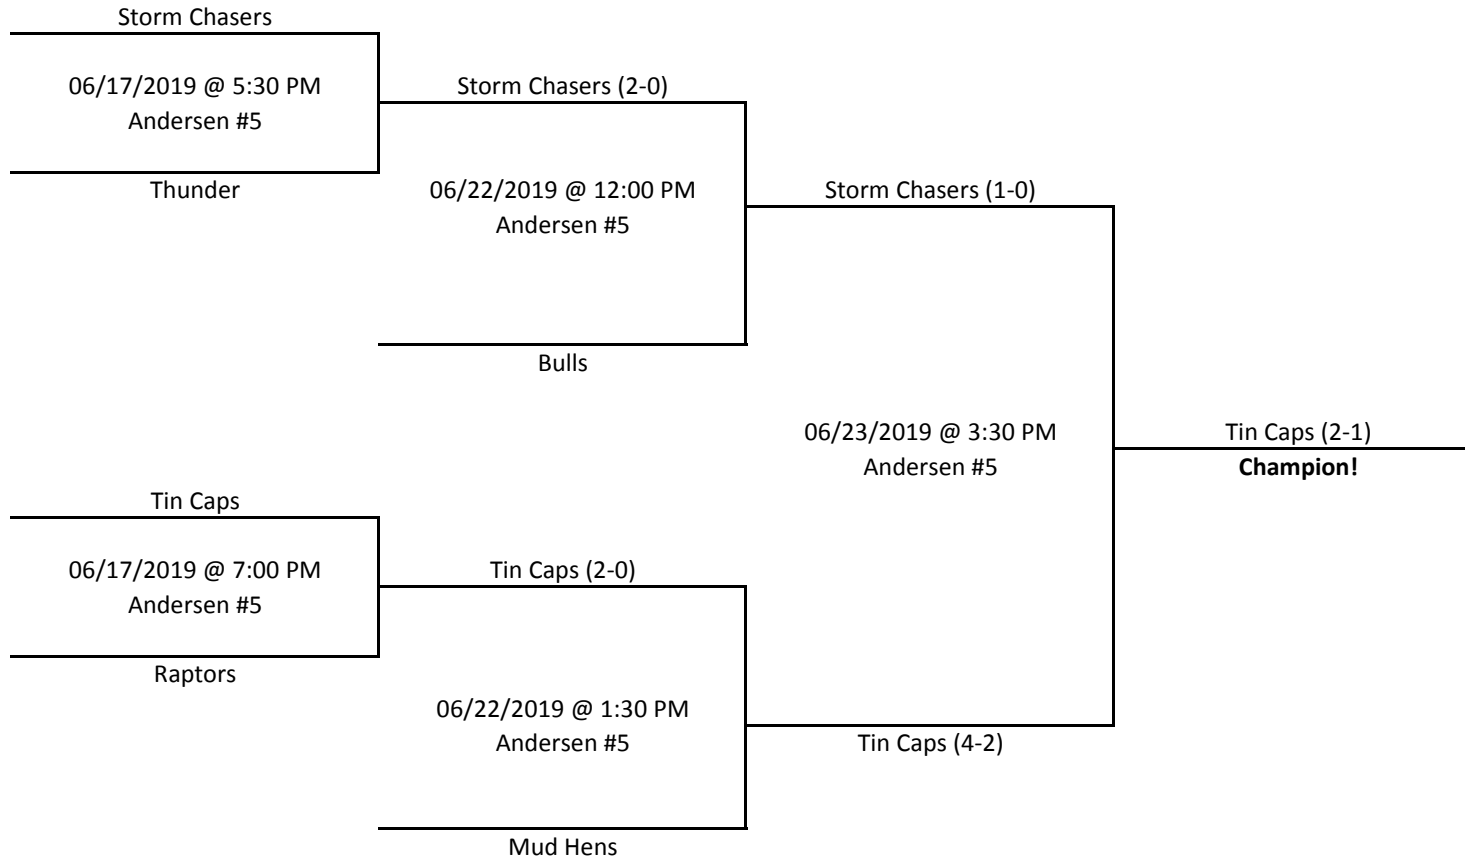 Storm Chasers
06/17/2019 @ 5:30 PM
Andersen #5
Thunder
Storm Chasers (2-0)
06/22/2019 @ 12:00 PM
Andersen #5
Bulls
Storm Chasers (1-0)
06/23/2019 @ 3:30 PM
Andersen #5
Tin Caps (2-1)
Champion!
Tin Caps
06/17/2019 @ 7:00 PM
Andersen #5
Raptors
Tin Caps (2-0)
06/22/2019 @ 1:30 PM
Andersen #5
Mud Hens
Tin Caps (4-2)